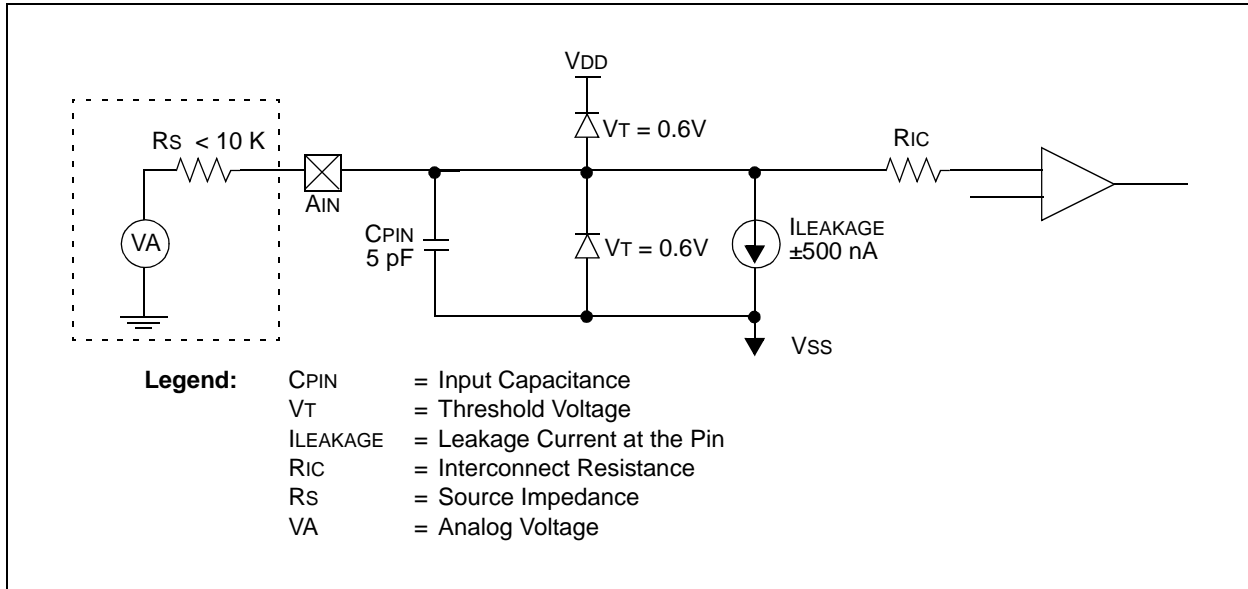 VDD
VT = 0.6V
RS < 10 K
RIC
AIN
CPIN
5 pF
VA
VT = 0.6V
ILEAKAGE
±500 nA
VSS
Legend: CPIN = Input Capacitance
VT = Threshold Voltage
ILEAKAGE = Leakage Current at the Pin
RIC = Interconnect Resistance
RS = Source Impedance
VA = Analog Voltage